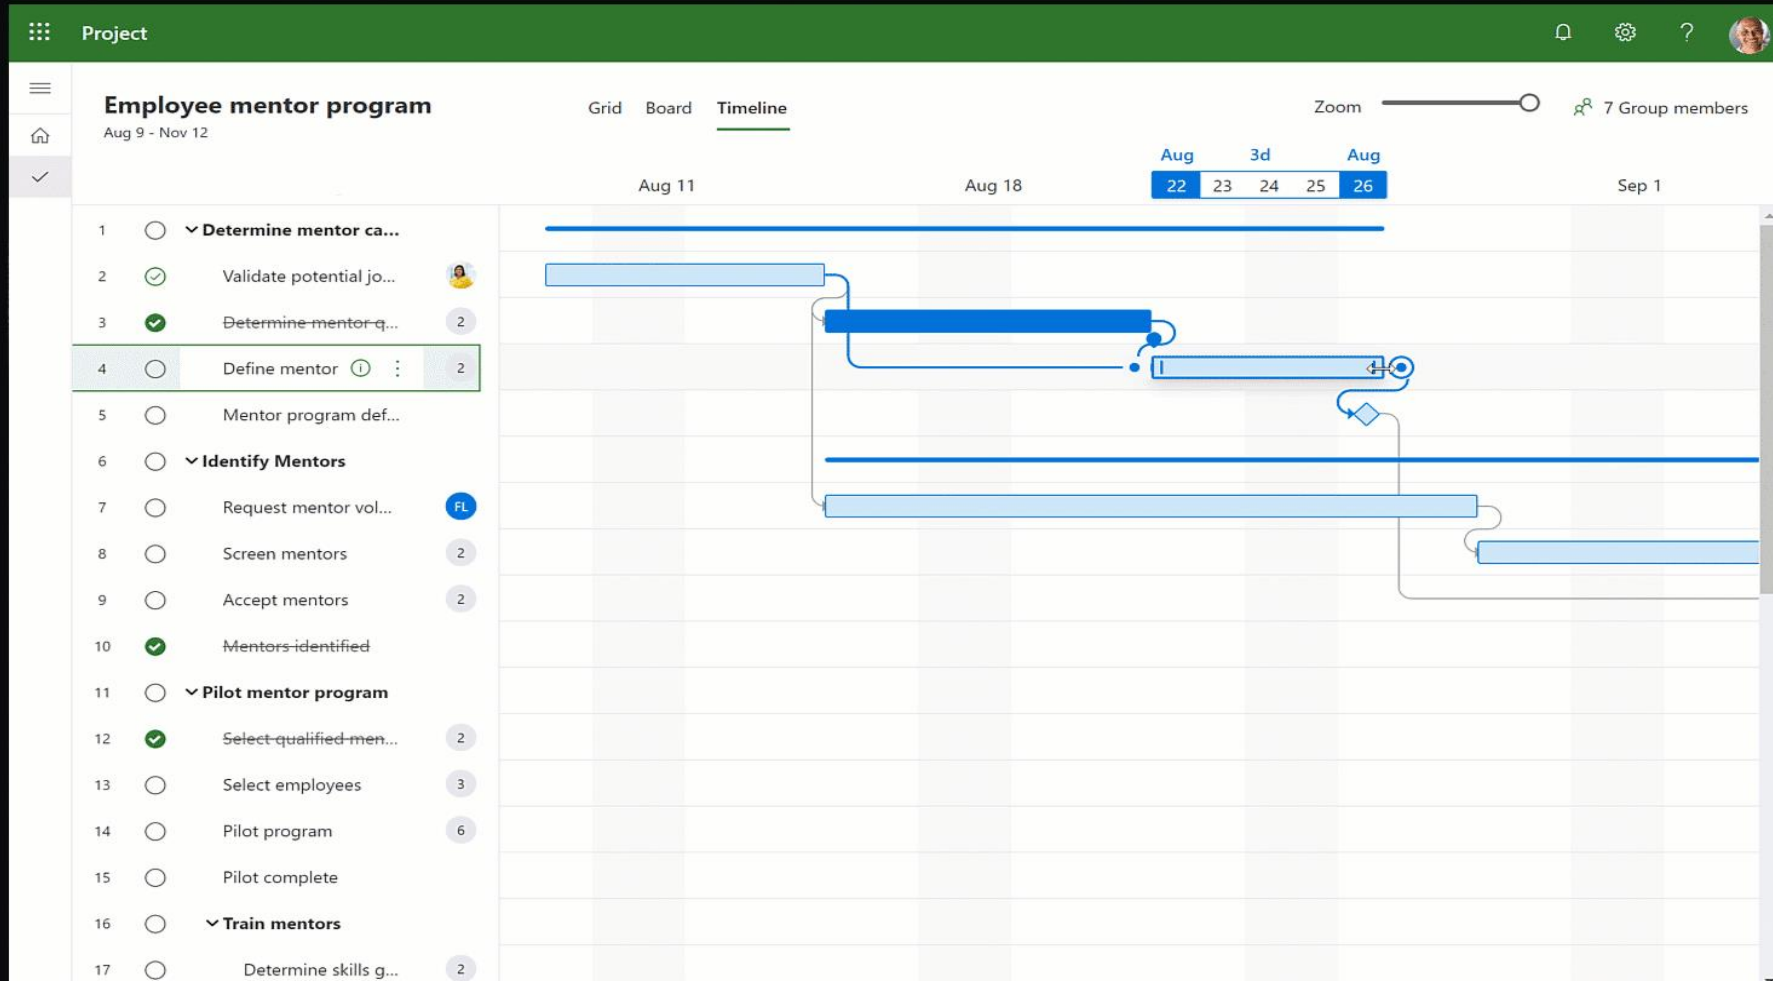 Project
?
Employee mentor program
Aug 9 - Nov 12
Grid Board Timeline
Zoom
7 Group members
Aug 3d Aug
Aug 11 Aug 18 22 23 24 25 26 Sep 1
1 Determine mentor ca...
2 Validate potential jo...
3 Determine mentor q... 2
4 Define mentor 2
5 Mentor program def...
6 Identify Mentors
7 Request mentor vol... FL
8 Screen mentors 2
9 Accept mentors 2
10 Mentors identified
11 Pilot mentor program
12 Select qualified men... 2
13 Select employees 3
14 Pilot program 6
15 Pilot complete
16 Train mentors
17 Determine skills g... 2